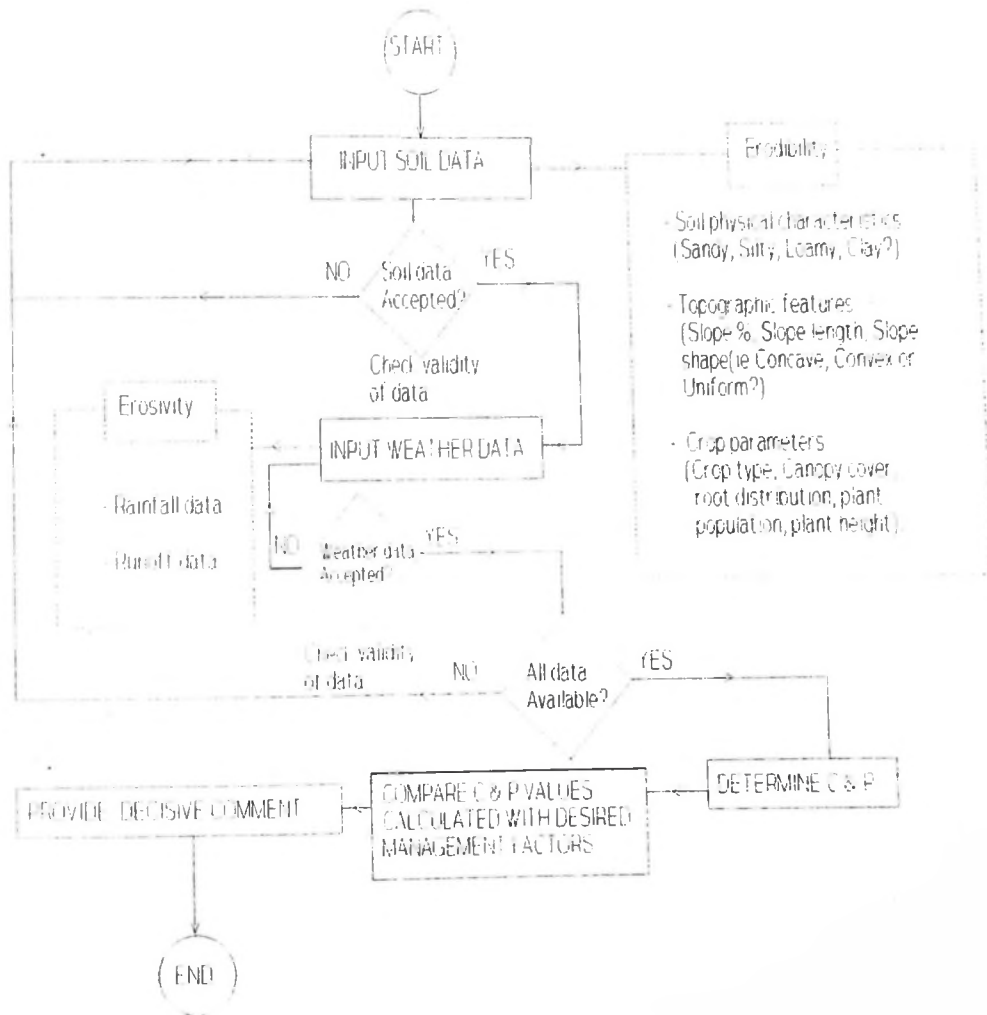 (START)
INPUT SOIL DATA
Erodibility
- Soil physical characteristics
(Sandy, Silty, Loamy, Clay?)
- Topographic features
(Slope %, Slope length, Slope
shape(ie Concave, Convex or
Uniform?)
- Crop parameters
(Crop type, Canopy cover
root distribution, plant
population, plant height)
NO
Soil data
Accepted?
YES
Check validity
of data
Erosivity
- Rainfall data
- Runoff data
INPUT WEATHER DATA
NO
Weather data
Accepted?
YES
Check validity
of data
NO
All data
Available?
YES
DETERMINE C & P
COMPARE C & P VALUES
CALCULATED WITH DESIRED
MANAGEMENT FACTORS
PROVIDE DECISIVE COMMENT
(END)